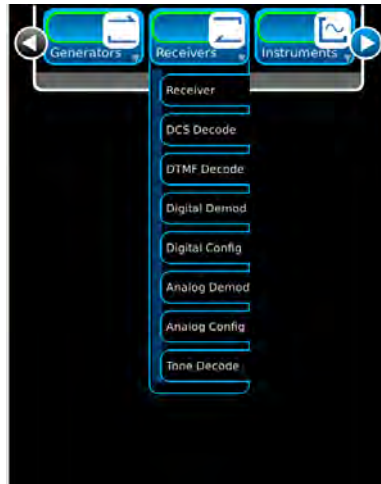 Generators
Receivers
Instruments
Receiver
DCS Decode
DTMF Decode
Digital Demod
Digital Config
Analog Demod
Analog Config
Tone Decode